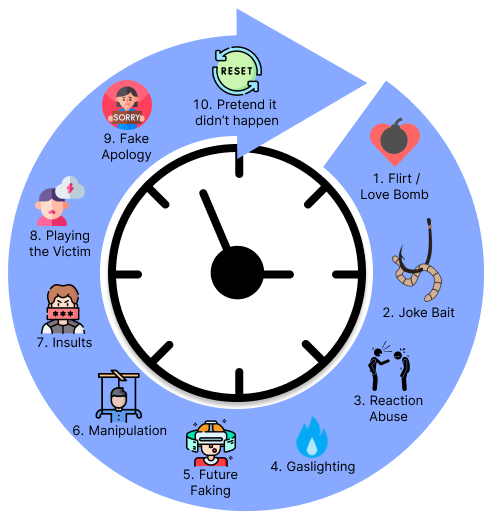 1. Flirt /
Love Bomb
2. Joke Bait
3. Reaction
Abuse
4. Gaslighting
5. Future
Faking
6. Manipulation
7. Insults
***
8. Playing
the Victim
9. Fake
Apology
SORRY
10. Pretend it
didn’t happen
RESET